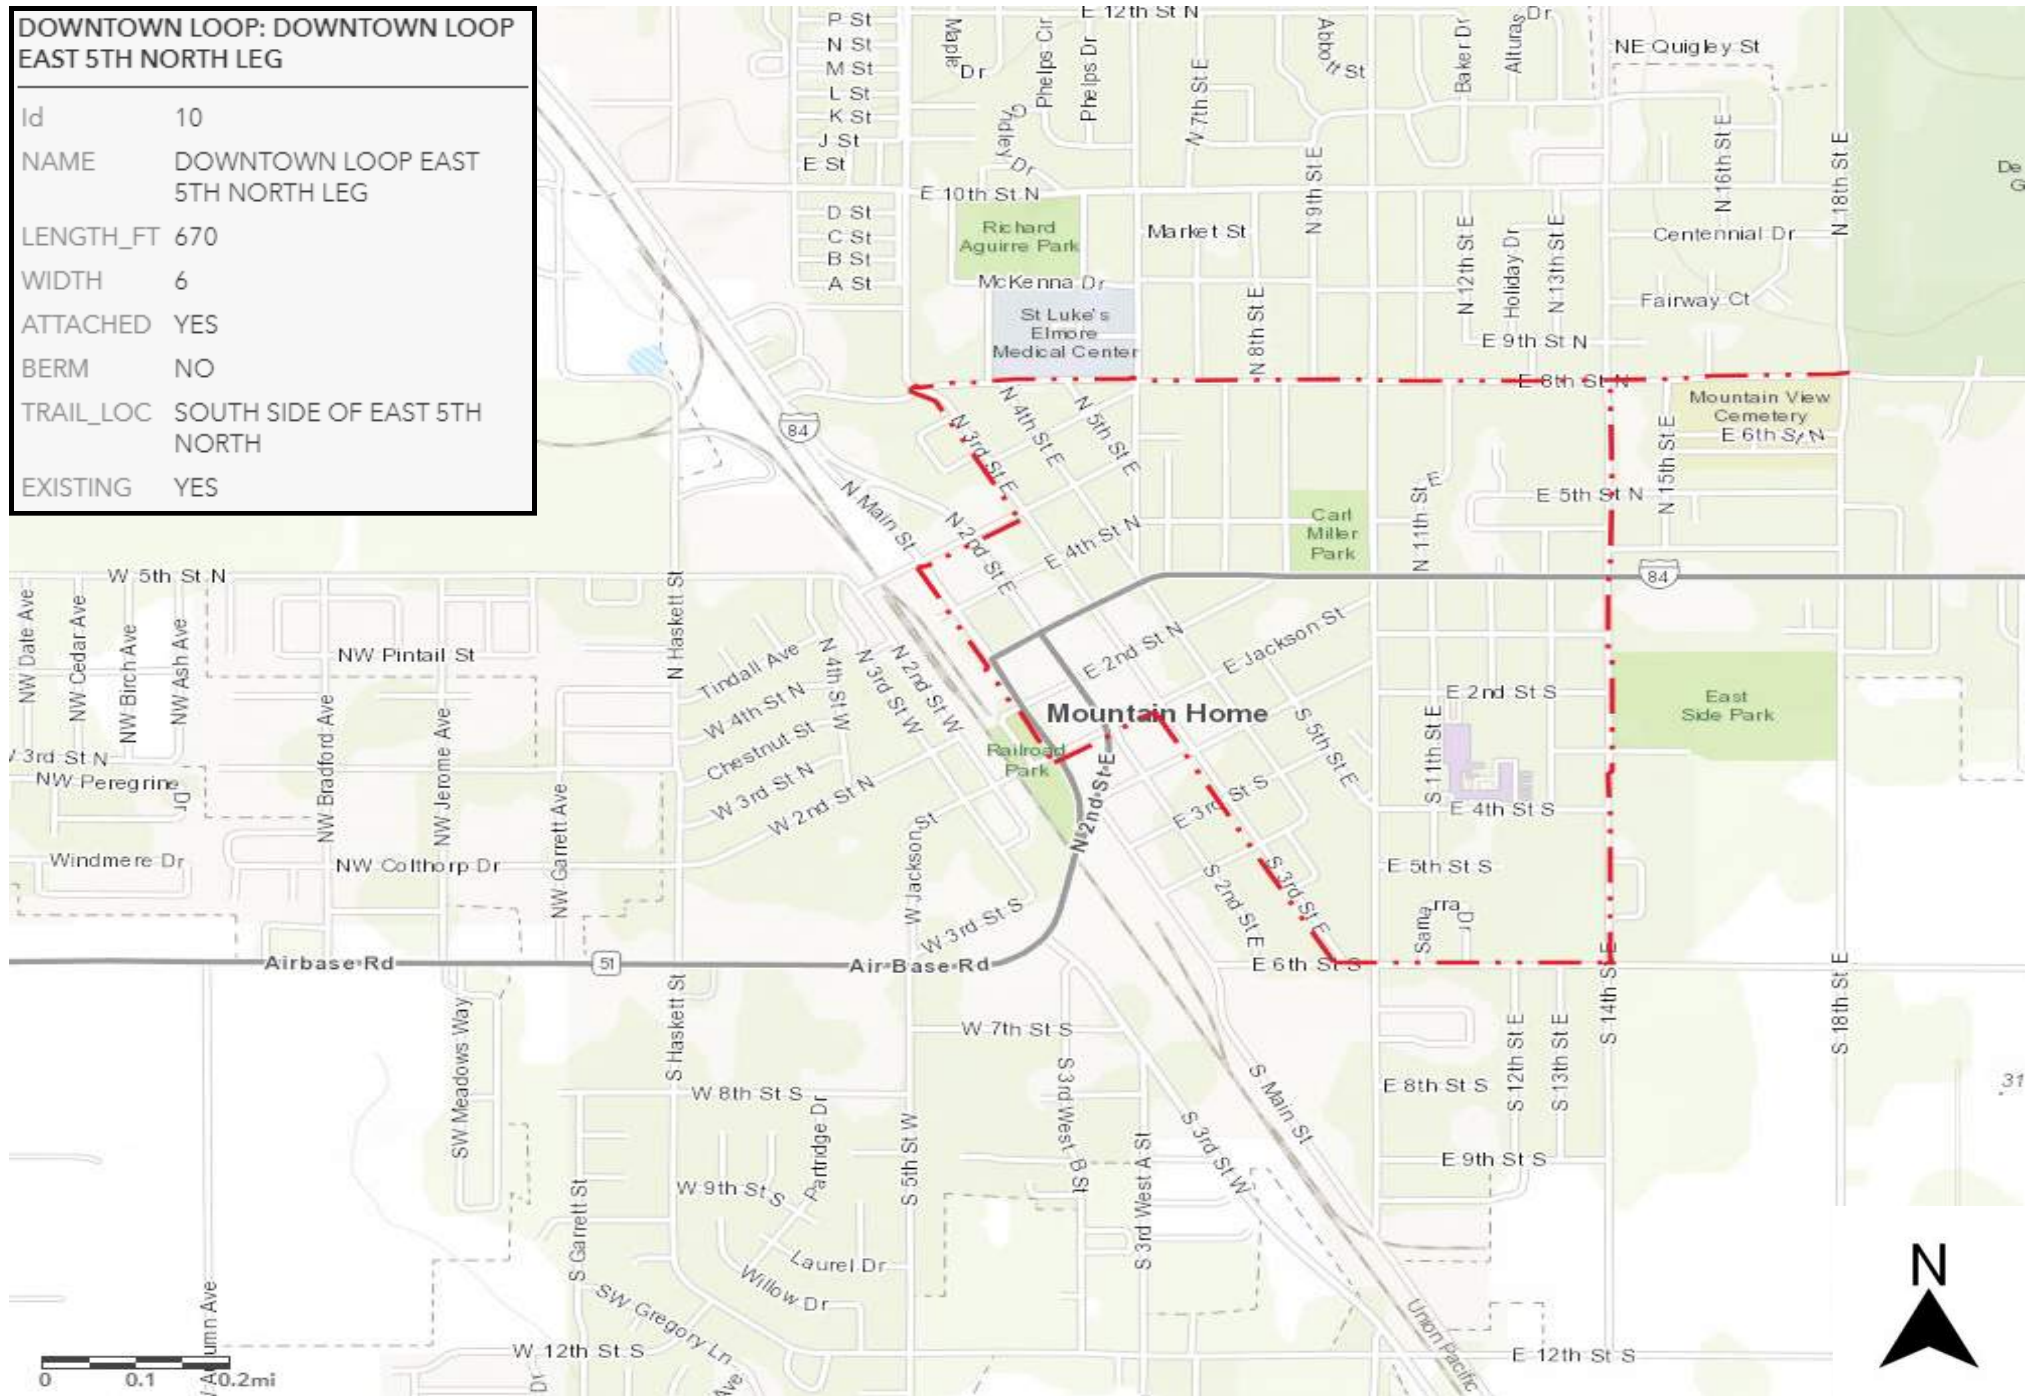 DOWNTOWN LOOP: DOWNTOWN LOOP
EAST 5TH NORTH LEG
Id 10
NAME DOWNTOWN LOOP EAST
5TH NORTH LEG
LENGTH_FT 670
WIDTH 6
ATTACHED YES
BERM NO
TRAIL_LOC SOUTH SIDE OF EAST 5TH
NORTH
EXISTING YES
P St
N St
M St
L St
K St
J St
E St
D St
C St
B St
A St
Maple Dr
Phelps Cir
Phelps Dr
E 12th St N
N 7th St E
Abbott St
Baker Dr
Alturas Dr
NE Quigley St
N 16th St E
N 18th St E
De
G
E 10th St N
Richard
Aguirre Park
Market St
N 9th St E
N 12th St E
Holiday Dr
N 13th St E
Centennial Dr
McKenna Dr
Fairway Ct
St Luke's
Elmore
Medical Center
N 8th St E
E 9th St N
E 8th St N
Mountain View
Cemetery
E 6th St N
N 15th St E
84
N 3rd St E
N 4th St E
N 5th St E
N Main St
N 2nd St E
E 4th St N
Carl
Miller
Park
N 11th St E
E 5th St N
84
W 5th St N
N Haskett St
NW Date Ave
NW Cedar Ave
NW Birch Ave
NW Ash Ave
NW Pintail St
Tindall Ave
N 4th St W
N 3rd St W
N 2nd St W
W 4th St N
Chestnut St
W 3rd St N
W 2nd St N
E 2nd St N
E Jackson St
E 2nd St S
East
Side Park
Mountain Home
Railroad
Park
S 5th St E
S 11th St E
W 3rd St N
NW Peregrine Dr
NW Bradford Ave
NW Jerome Ave
NW Garrett Ave
Windmere Dr
NW Colthorp Dr
W Jackson St
N 2nd St E
E 3rd St S
E 4th St S
E 5th St S
S 2nd St E
S 3rd St E
Samarra Dr
W 3rd St S
Airbase Rd
51
Air Base Rd
E 6th St S
S 14th St E
S 18th St E
SW Meadows Way
S Haskett St
W 7th St S
S 3rd West B St
S 3rd West A St
S Main St
S 12th St E
S 13th St E
E 8th St S
31
W 8th St S
Partridge Dr
S 5th St W
S 3rd St W
E 9th St S
W 9th St S
S Garrett St
Laurel Dr
Willow Dr
SW Gregory Ln
W 12th St S
Union Pacific
E 12th St S
N
0 0.1 0.2mi